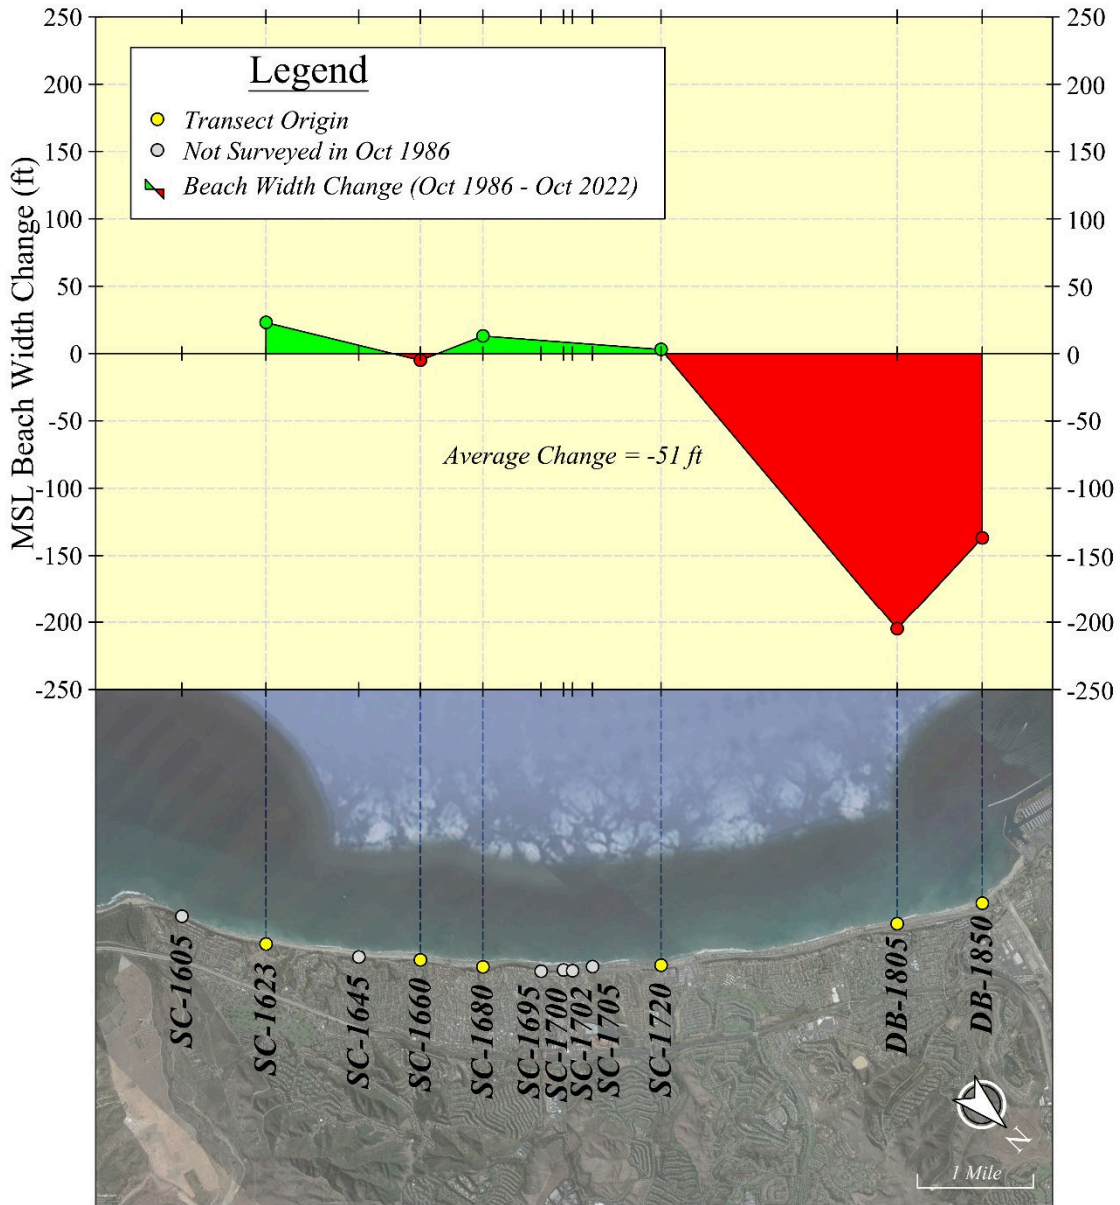 Legend
Transect Origin
Not Surveyed in Oct 1986
Beach Width Change (Oct 1986 - Oct 2022)
MSL Beach Width Change (ft)
250
200
150
100
50
0
-50
-100
-150
-200
-250
250
200
150
100
50
0
-50
-100
-150
-200
-250
Average Change = -51 ft
SC-1605
SC-1623
SC-1645
SC-1660
SC-1680
SC-1695
SC-1700
SC-1702
SC-1705
SC-1720
DB-1805
DB-1850
N
1 Mile